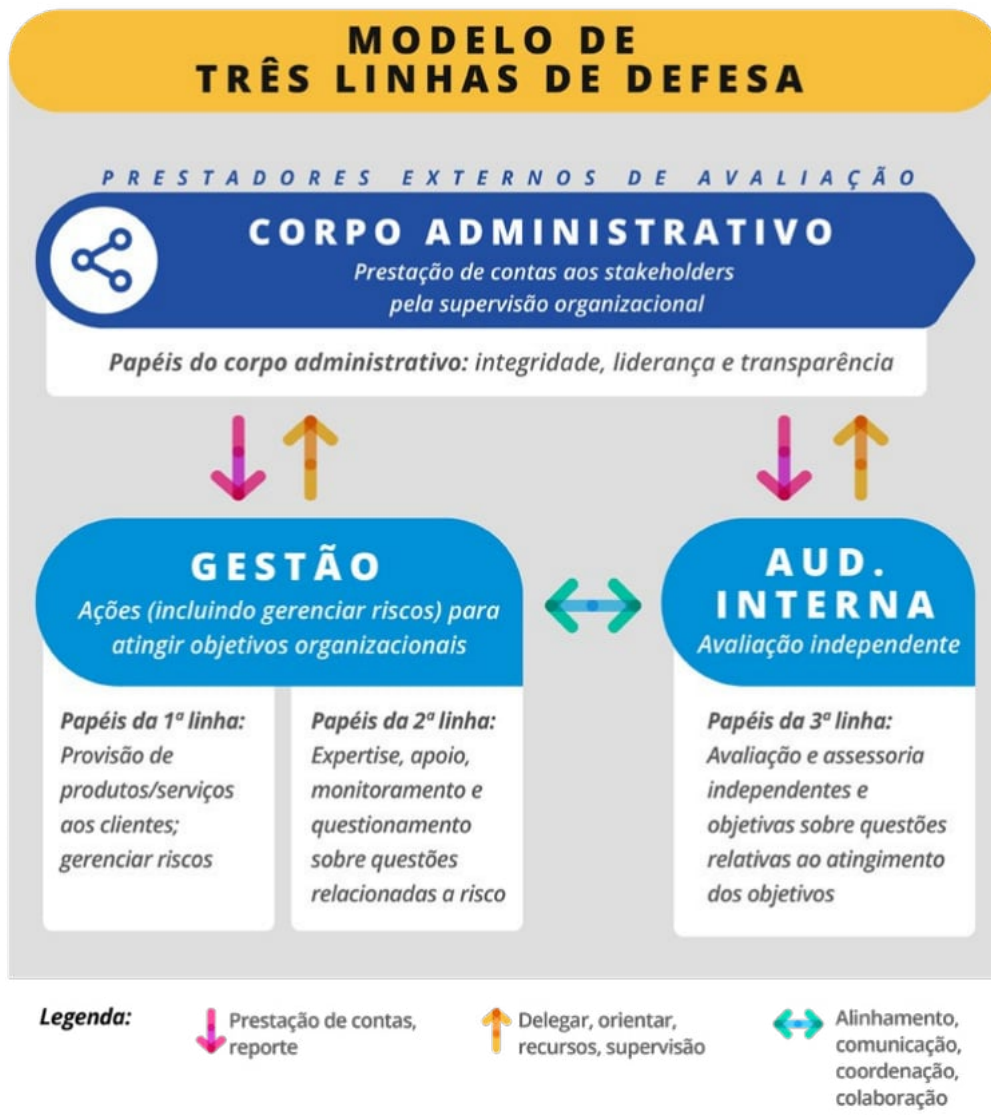 MODELO DE
TRÊS LINHAS DE DEFESA
PRESTADORES EXTERNOS DE AVALIAÇÃO
CORPO ADMINISTRATIVO
Prestação de contas aos stakeholders
pela supervisão organizacional
Papéis do corpo administrativo: integridade, liderança e transparência
GESTÃO
Ações (incluindo gerenciar riscos) para
atingir objetivos organizacionais
Papéis da 1ª linha:
Provisão de
produtos/serviços
aos clientes;
gerenciar riscos
Papéis da 2ª linha:
Expertise, apoio,
monitoramento e
questionamento
sobre questões
relacionadas a risco
AUD.
INTERNA
Avaliação independente
Papéis da 3ª linha:
Avaliação e assessoria
independentes e
objetivas sobre questões
relativas ao atingimento
dos objetivos
Legenda:
Prestação de contas,
reporte
Delegar, orientar,
recursos, supervisão
Alinhamento,
comunicação,
coordenação,
colaboração